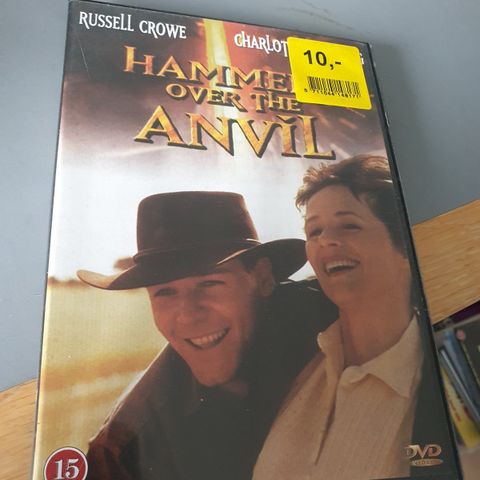 RUSSELL CROWE
CHARLOT
10,-
HAMME
OVER THE
ANVIL
15
DVD